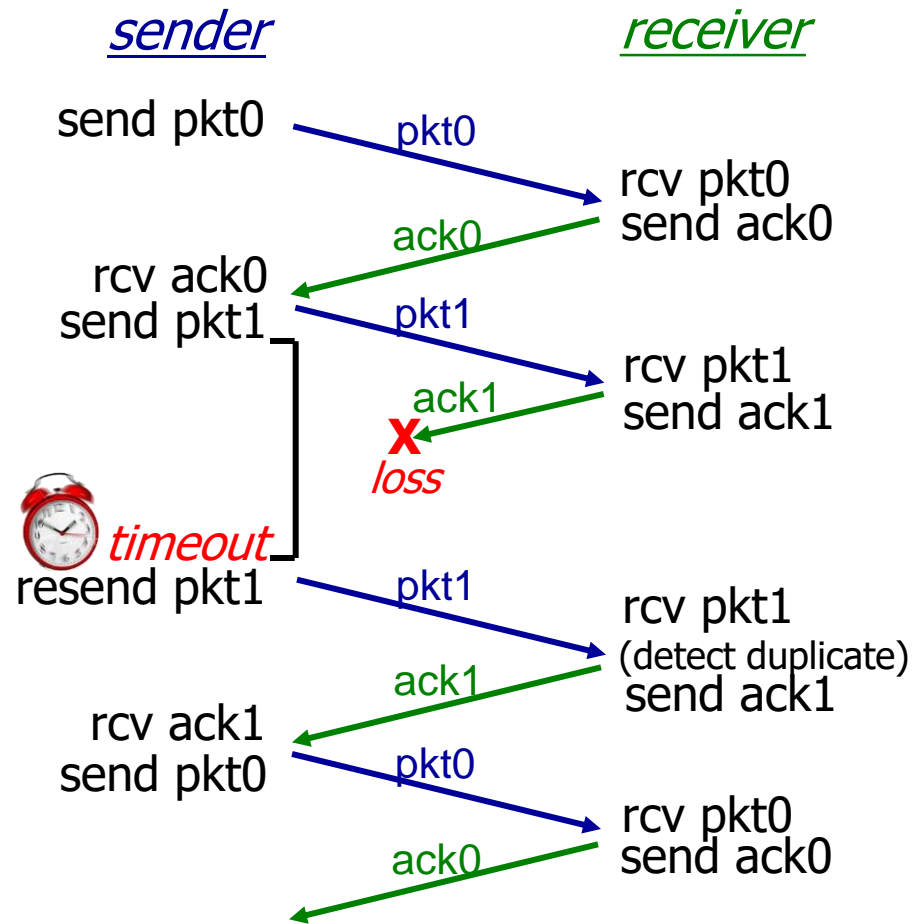 sender
receiver
send pkt0
pkt0
rcv pkt0
send ack0
ack0
rcv ack0
send pkt1
pkt1
rcv pkt1
send ack1
ack1
X
loss
timeout
resend pkt1
pkt1
rcv pkt1
(detect duplicate)
send ack1
ack1
rcv ack1
send pkt0
pkt0
rcv pkt0
send ack0
ack0